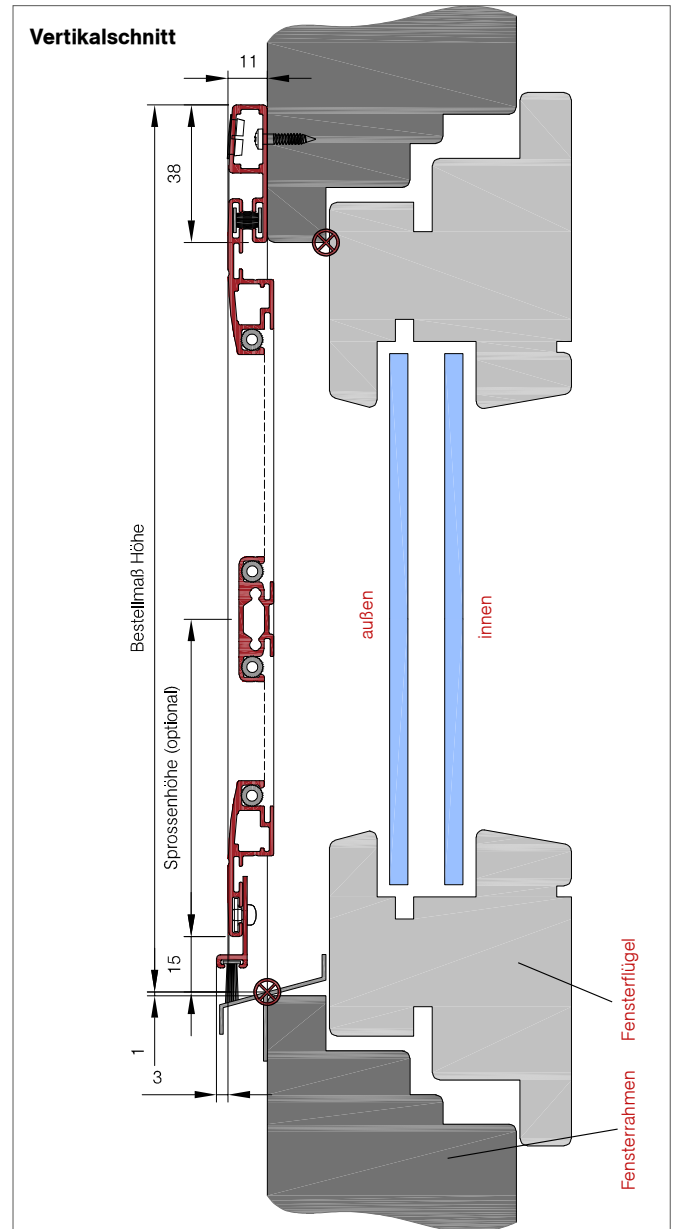 Vertikalschnitt
11
38
Bestellmaß Höhe
außen
innen
Sprossenhöhe (optional)
15
1
3
Fensterflügel
Fensterrahmen